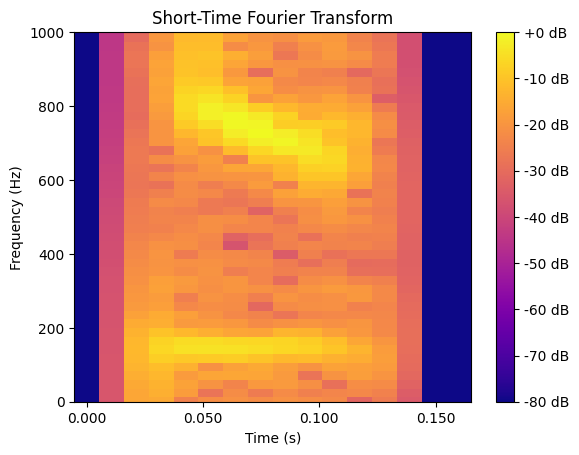 Short-Time Fourier Transform
1000
800
600
400
200
0
Frequency (Hz)
0.000
0.050
0.100
0.150
Time (s)
+0 dB
-10 dB
-20 dB
-30 dB
-40 dB
-50 dB
-60 dB
-70 dB
-80 dB